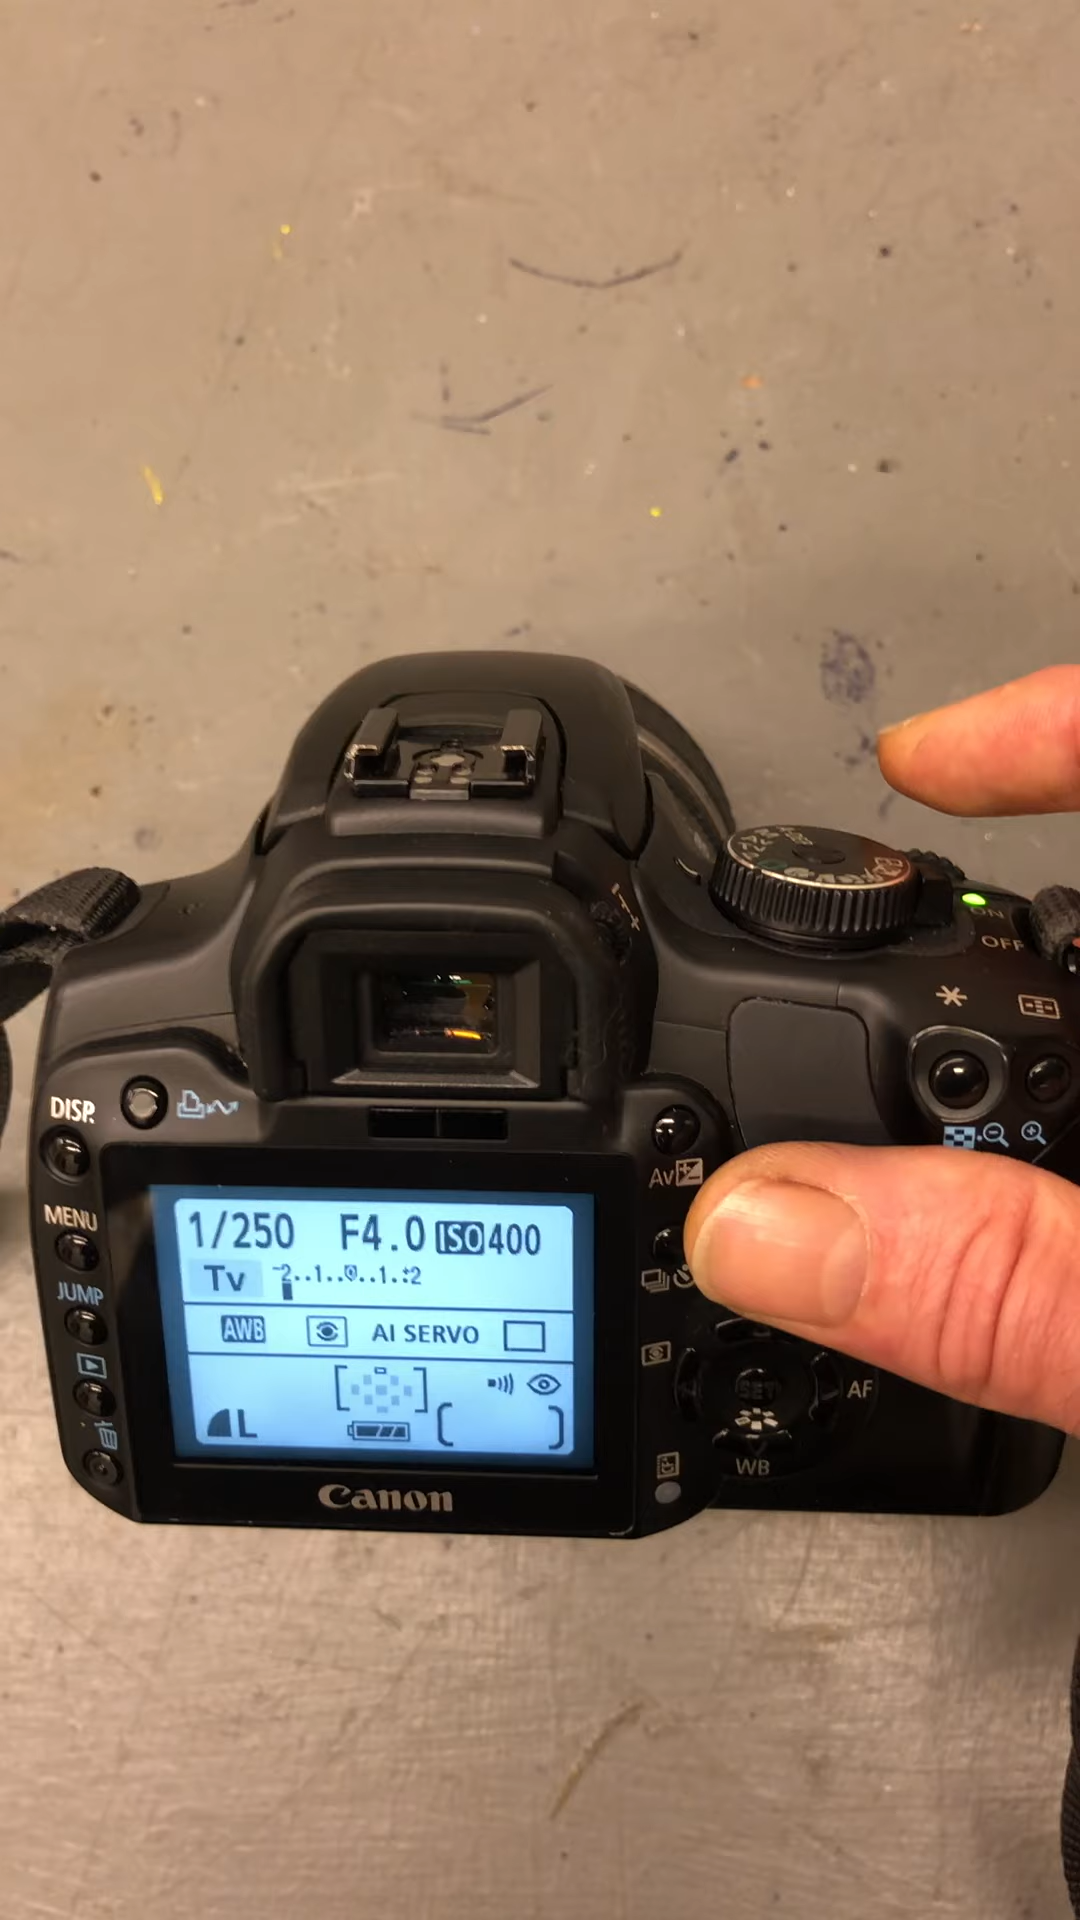 ON
OFF
DISP.
MENU
JUMP
Av
1/250 F4.0 ISO 400
Tv -2..1..0..1.:2
AWB AI SERVO
L
SET
AF
WB
Canon